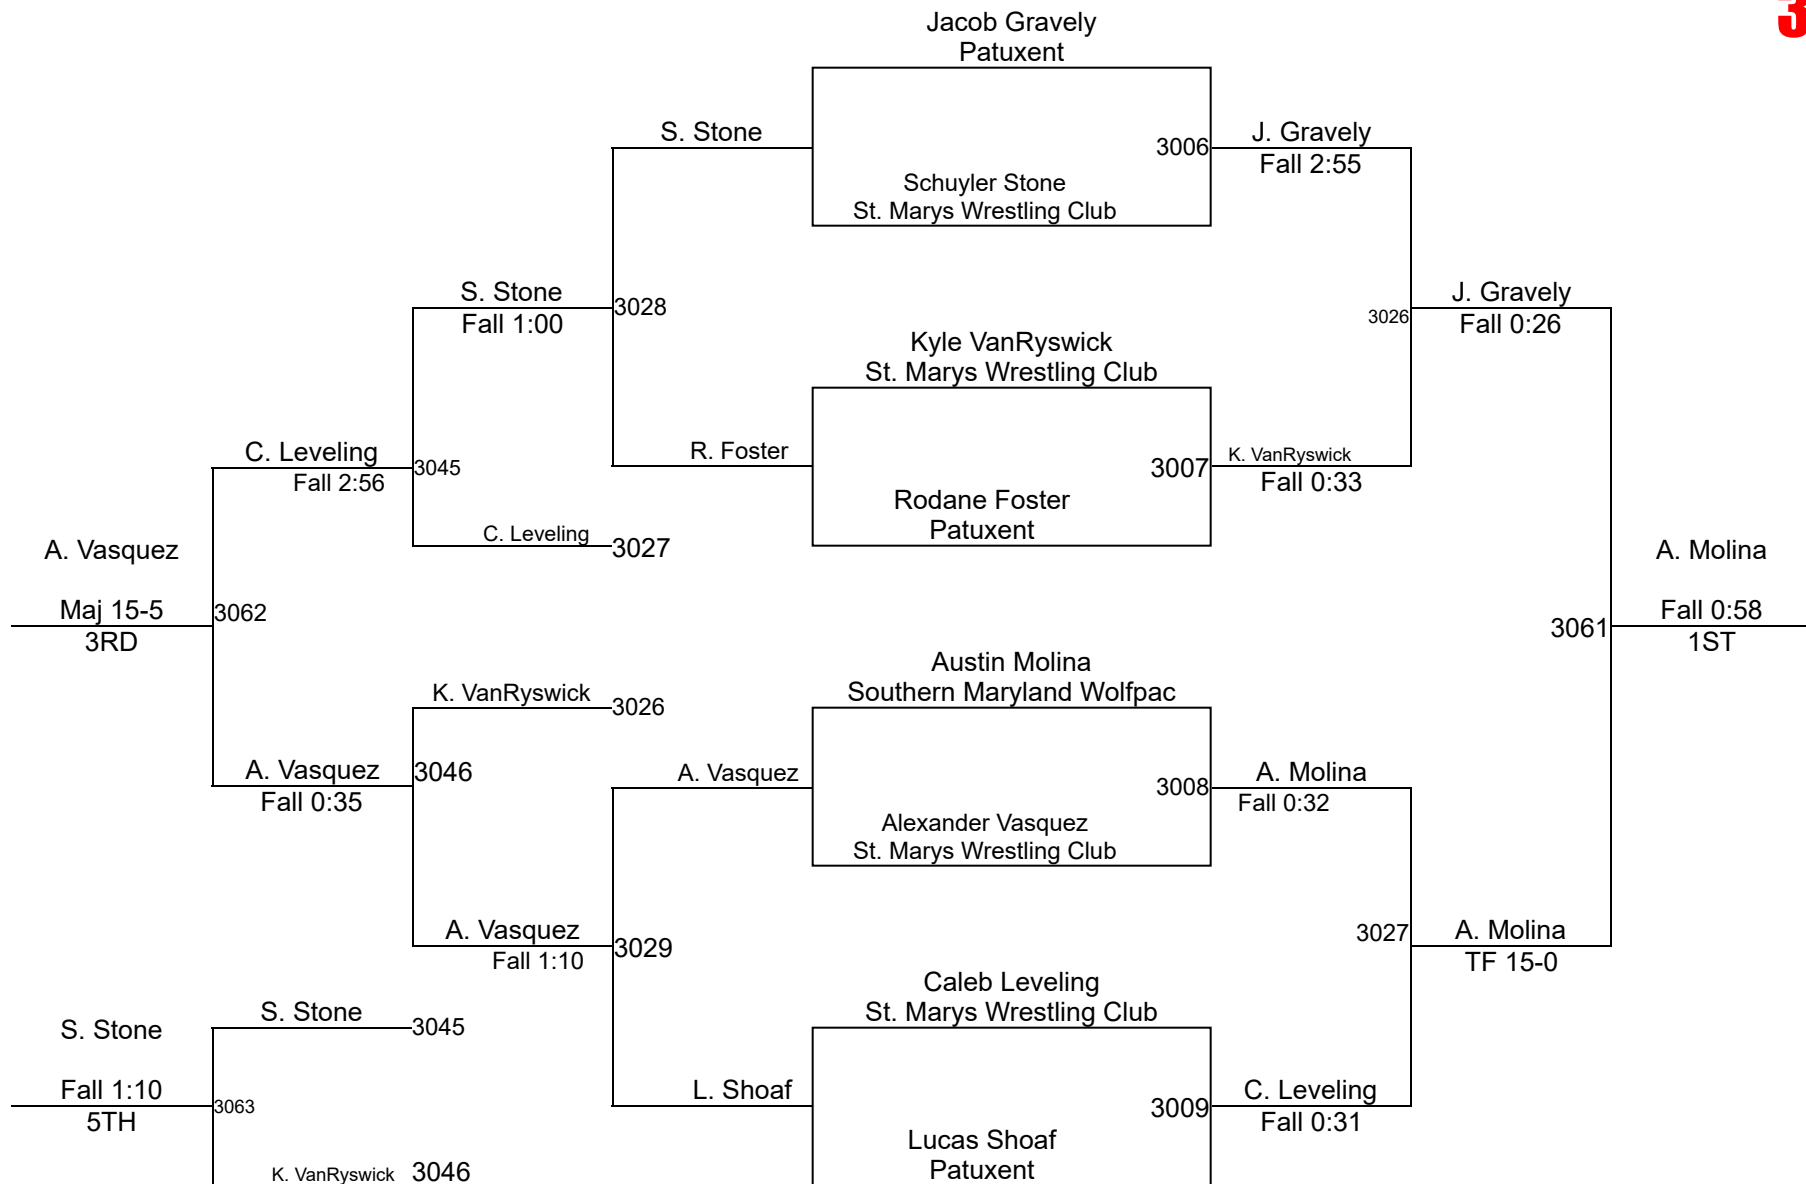 3
Jacob Gravely
Patuxent
S. Stone
3006
J. Gravely
Fall 2:55
Schuyler Stone
St. Marys Wrestling Club
S. Stone
3028
Fall 1:00
J. Gravely
3026
Fall 0:26
Kyle VanRyswick
St. Marys Wrestling Club
C. Leveling
3045
Fall 2:56
R. Foster
3007
K. VanRyswick
Fall 0:33
Rodane Foster
Patuxent
C. Leveling
3027
A. Vasquez
Maj 15-5
3RD
3062
A. Molina
Fall 0:58
1ST
3061
Austin Molina
Southern Maryland Wolfpac
K. VanRyswick
3026
A. Vasquez
3046
Fall 0:35
A. Vasquez
3008
A. Molina
Fall 0:32
Alexander Vasquez
St. Marys Wrestling Club
A. Vasquez
3029
Fall 1:10
3027
A. Molina
TF 15-0
Caleb Leveling
St. Marys Wrestling Club
S. Stone
3045
S. Stone
Fall 1:10
5TH
3063
L. Shoaf
3009
C. Leveling
Fall 0:31
Lucas Shoaf
Patuxent
K. VanRyswick
3046